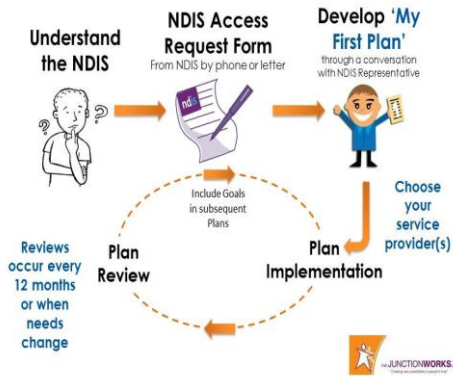 Understand
the NDIS
NDIS Access
Request Form
From NDIS by phone or letter
Develop ‘My
First Plan’
through a conversation
with NDIS Representative
?
?
ndis
Include Goals
in subsequent
Plans
Choose
your
service
provider(s)
Plan
Implementation
Plan
Review
Reviews
occur every
12 months
or when
needs
change
THE JUNCTIONWORKS